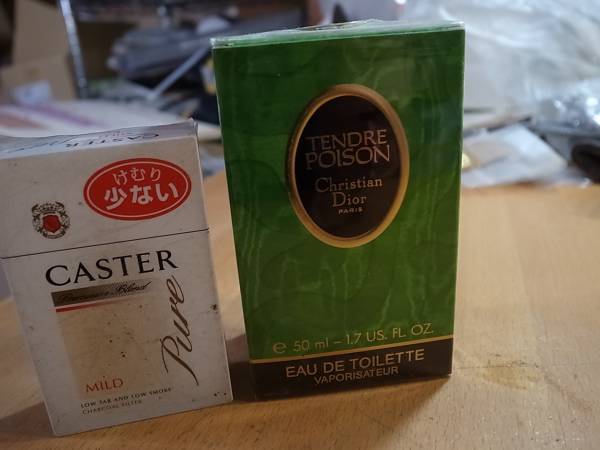 CASTER
けむり
少ない
CASTER
Pure
MILD
LOW TAR AND LOW SMOKE
CHARCOAL FILTER
TENDRE
POISON
Christian
Dior
PARIS
e 50 ml – 1.7 US. FL. OZ.
EAU DE TOILETTE
VAPORISATEUR